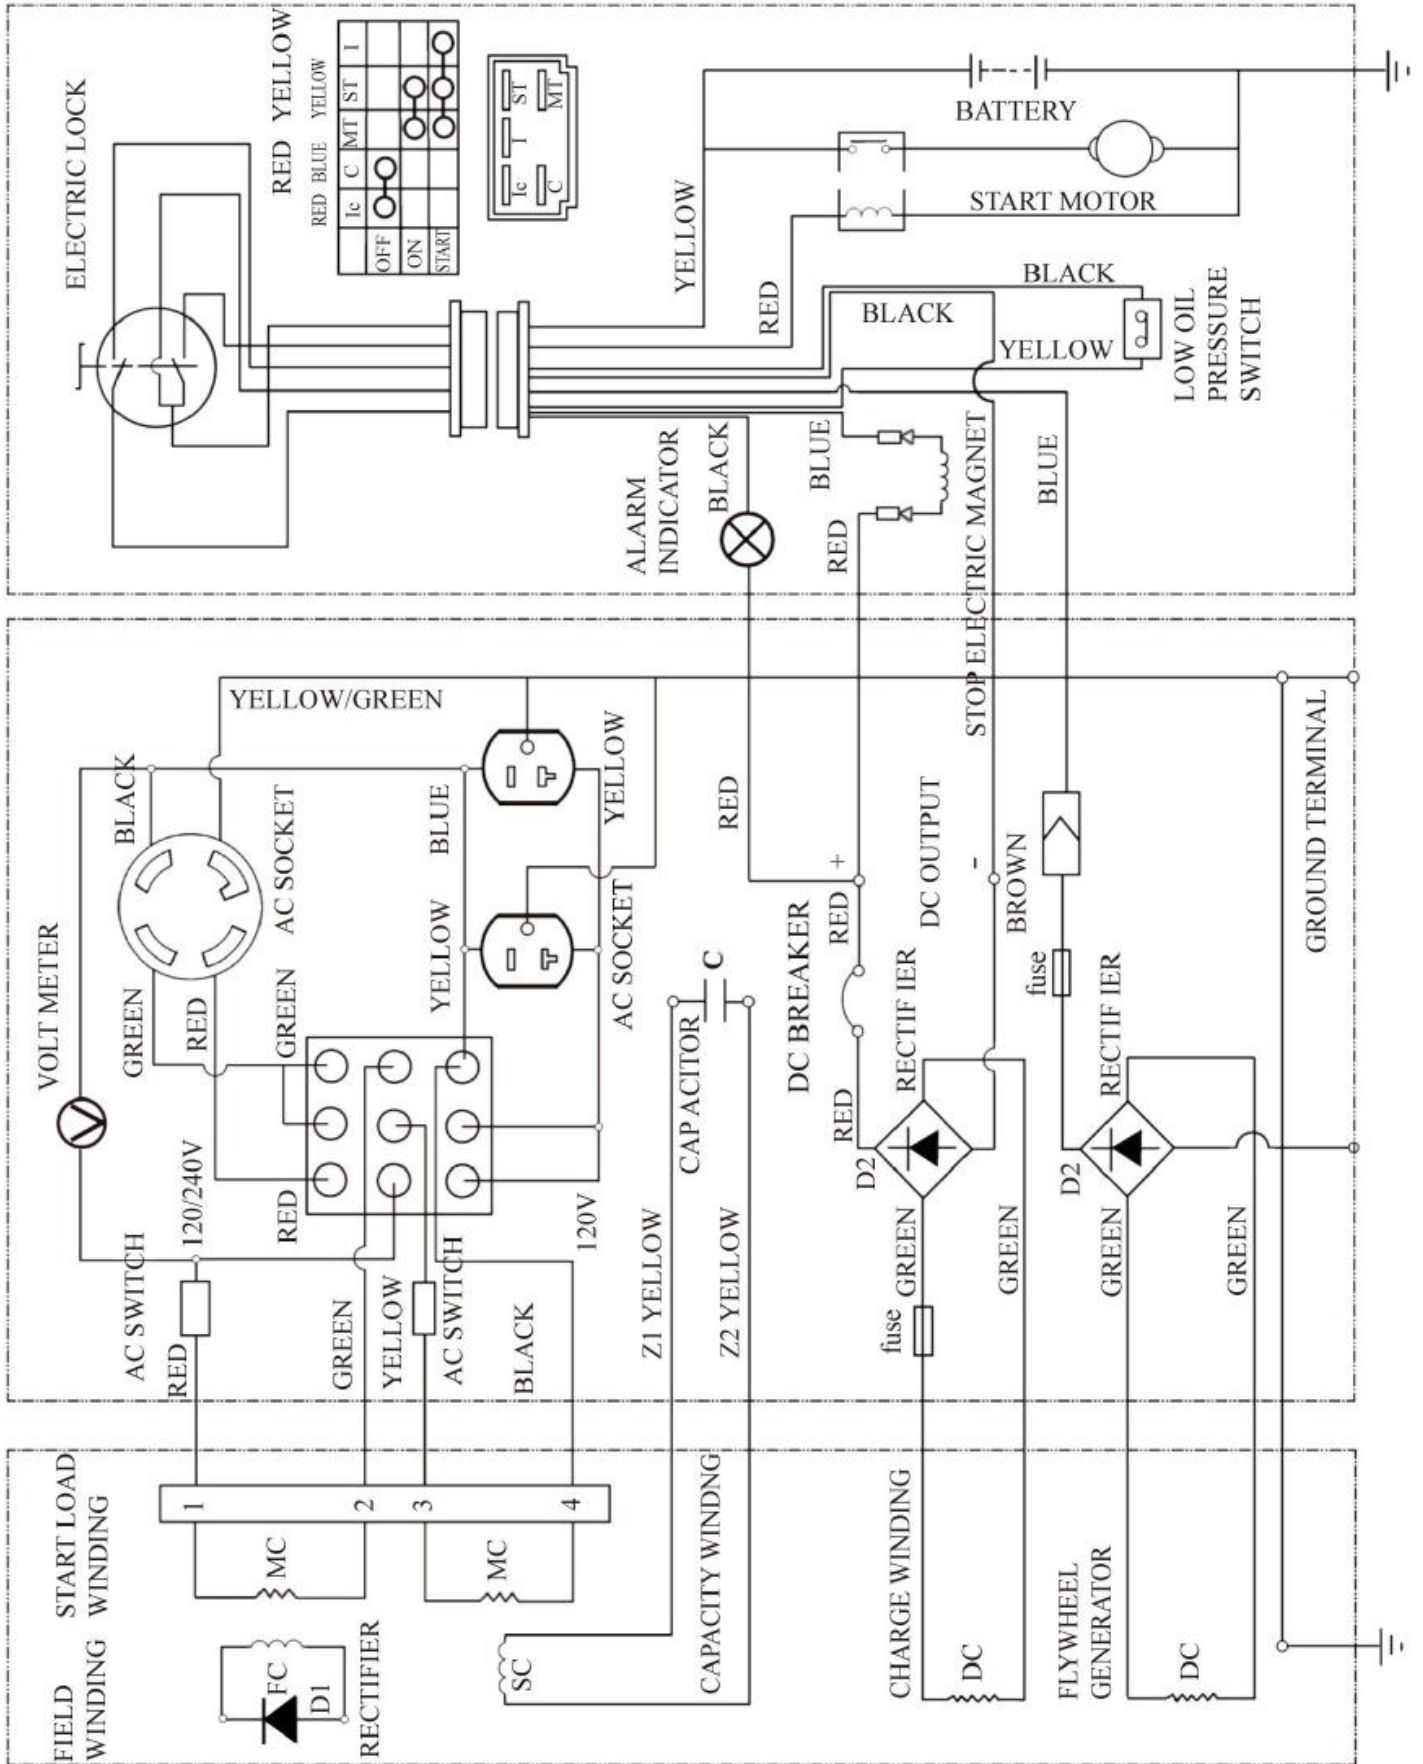 FIELD
WINDING
START LOAD
WINDING
FC
D1
RECTIFIER
1
2
3
4
MC
MC
SC
CAPACITY WINDNG
CHARGE WINDING
DC
FLYWHEEL
GENERATOR
DC
VOLT METER
V
AC SWITCH
RED
120/240V
GREEN
RED
GREEN
RED
BLACK
AC SOCKET
YELLOW/GREEN
GREEN
YELLOW
AC SWITCH
BLACK
YELLOW
BLUE
YELLOW
AC SOCKET
120V
Z1 YELLOW
Z2 YELLOW
CAP ACITOR
C
RED
DC BREAKER
RED
RED
+
DC OUTPUT
-
D2
RECTIF IER
fuse
GREEN
GREEN
BROWN
fuse
D2
RECTIF IER
GREEN
GREEN
GROUND TERMINAL
ELECTRIC LOCK
RED YELLOW
RED BLUE YELLOW
Ic C MT ST I
OFF
ON
START
Ic I ST
C MT
ALARM
INDICATOR
BLACK
YELLOW
RED
BLUE
RED
BLACK
BLACK
YELLOW
STOP ELECTRIC MAGNET
BLUE
BATTERY
START MOTOR
LOW OIL
PRESSURE
SWITCH